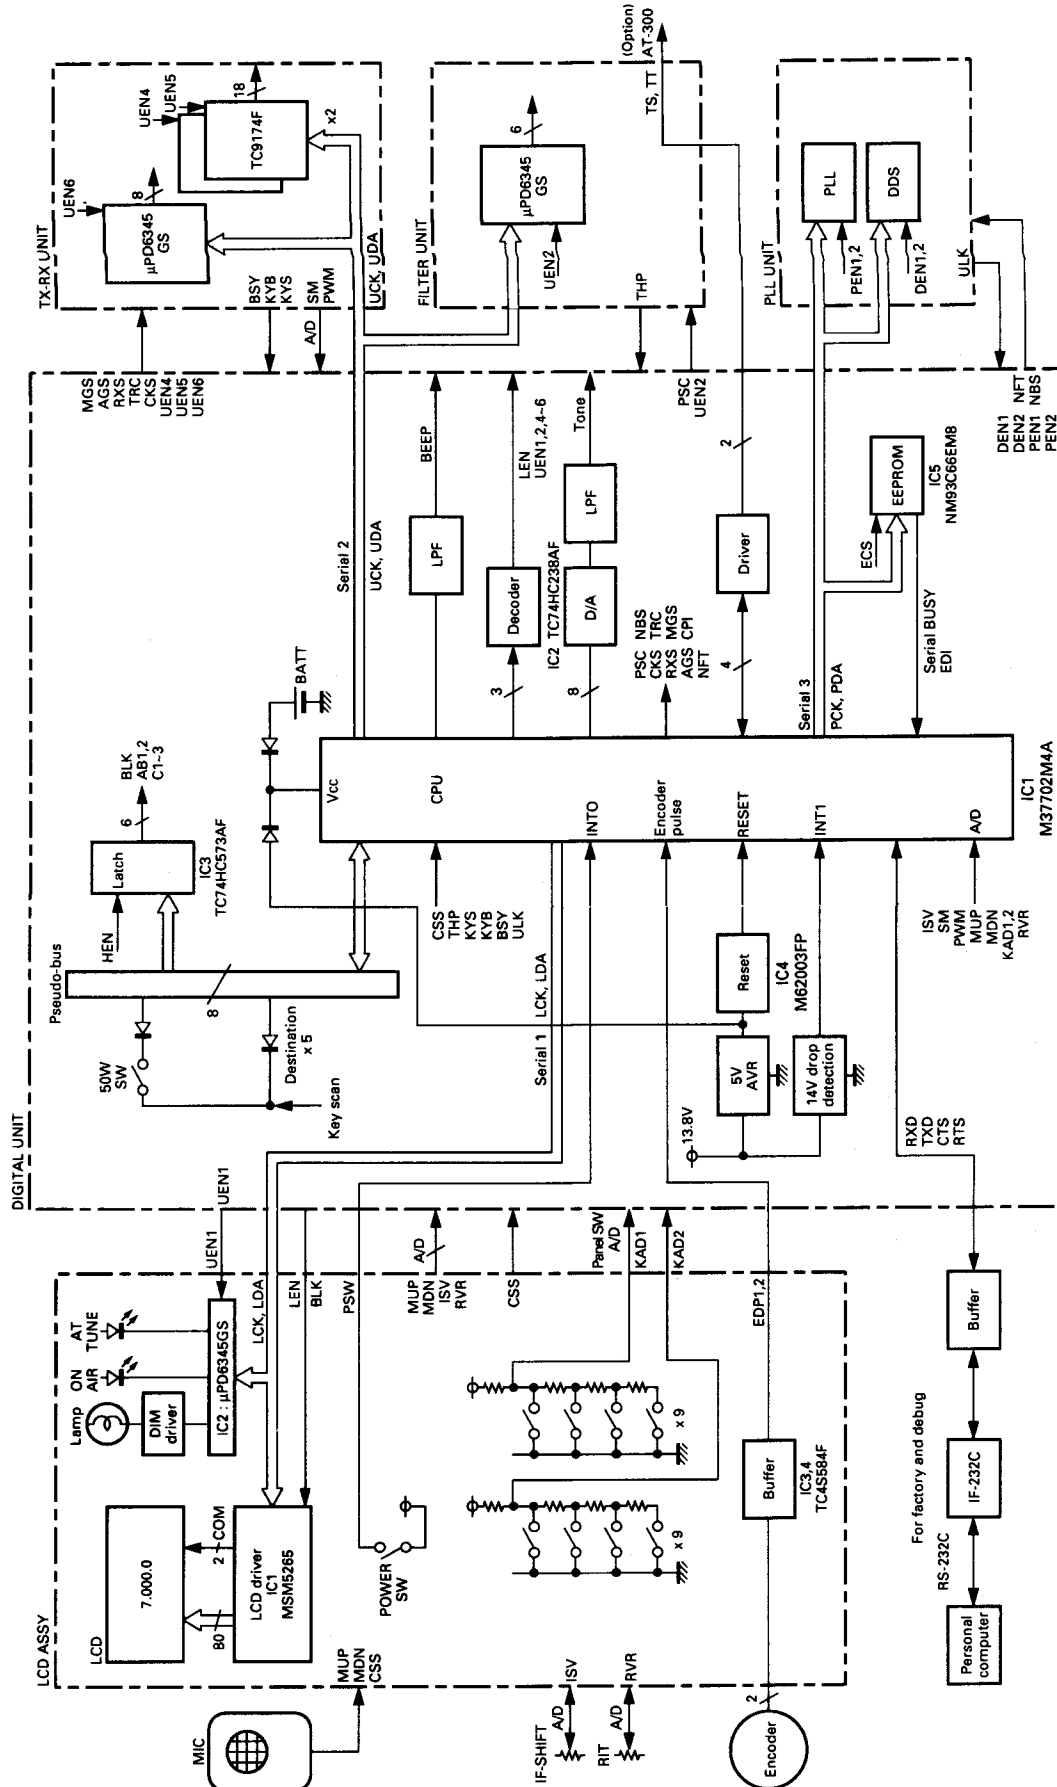 DIGITAL UNIT
TX-RX UNIT
UEN6
µPD6345
GS
8
UEN4
UEN5
TC9174F
18
x2
BSY
KYB
KYS
A/D
SM
PWM
UCK, UDA
MGS
AGS
RXS
TRC
CKS
UEN4
UEN5
UEN6
FILTER UNIT
µPD6345
GS
6
UEN2
THP
PSC
UEN2
(Option)
AT-300
TS, TT
PLL UNIT
PLL
DDS
PEN1,2
DEN1,2
ULK
DEN1
DEN2
PEN1
PEN2
NFT
NBS
Serial 2
UCK, UDA
LPF
BEEP
Decoder
3
LEN
UEN1,2,4~6
IC2 TC74HC238AF
D/A
8
LPF
Tone
PSC NBS
CKS TRC
RXS MGS
AGS CPI
NFT
Driver
4
2
Serial 3
PCK, PDA
ECS
EEPROM
IC5
NM93C66EM8
Serial BUSY
EDI
BATT
Latch
HEN
6
BLK
AB1,2
C1~3
IC3
TC74HC573AF
Pseudo-bus
8
50W
SW
Destination
x 5
Key scan
Vcc
CPU
INTO
Encoder
pulse
RESET
INT1
A/D
IC1
M37702M4A
CSS
THP
KYS
KYB
BSY
ULK
Serial 1
LCK, LDA
Reset
IC4
M62003FP
5V
AVR
14V drop
detection
13.8V
RXD
TXD
CTS
RTS
ISV
SM
PWM
MUP
MDN
KAD1,2
RVR
UEN1
LCD ASSY
UEN1
LCK, LDA
LEN
BLK
PSW
MUP
MDN
ISV
RVR
A/D
CSS
Panel SW
A/D
KAD1
KAD2
EDP1,2
AT
TUNE
ON
AIR
Lamp
DIM
driver
IC2 : µPD6345GS
LCD
7.000.0
2
COM
80
LCD driver
IC1
MSM5265
POWER
SW
x 9
x 9
Buffer
IC3,4
TC4S584F
MIC
MUP
MDN
CSS
IF-SHIFT
A/D
ISV
RIT
A/D
RVR
Encoder
2
For factory and debug
Personal
computer
RS-232C
IF-232C
Buffer